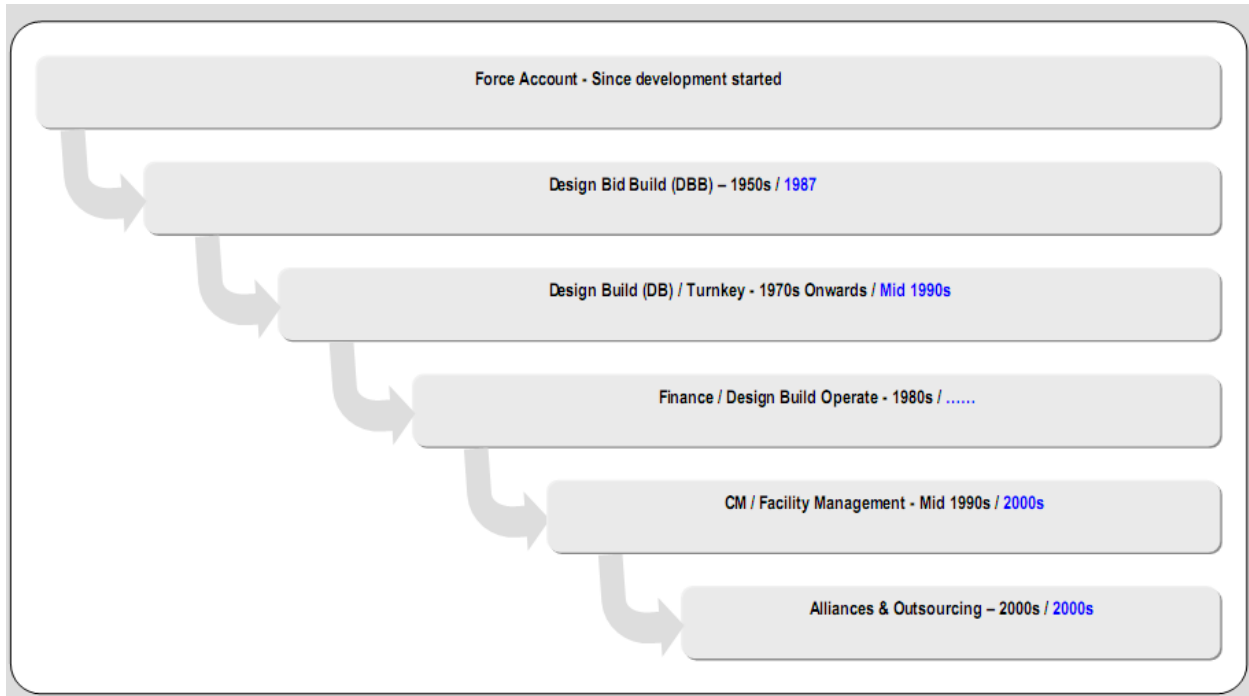 Force Account - Since development started
Design Bid Build (DBB) – 1950s / 1987
Design Build (DB) / Turnkey - 1970s Onwards / Mid 1990s
Finance / Design Build Operate - 1980s / ……
CM / Facility Management - Mid 1990s / 2000s
Alliances & Outsourcing – 2000s / 2000s